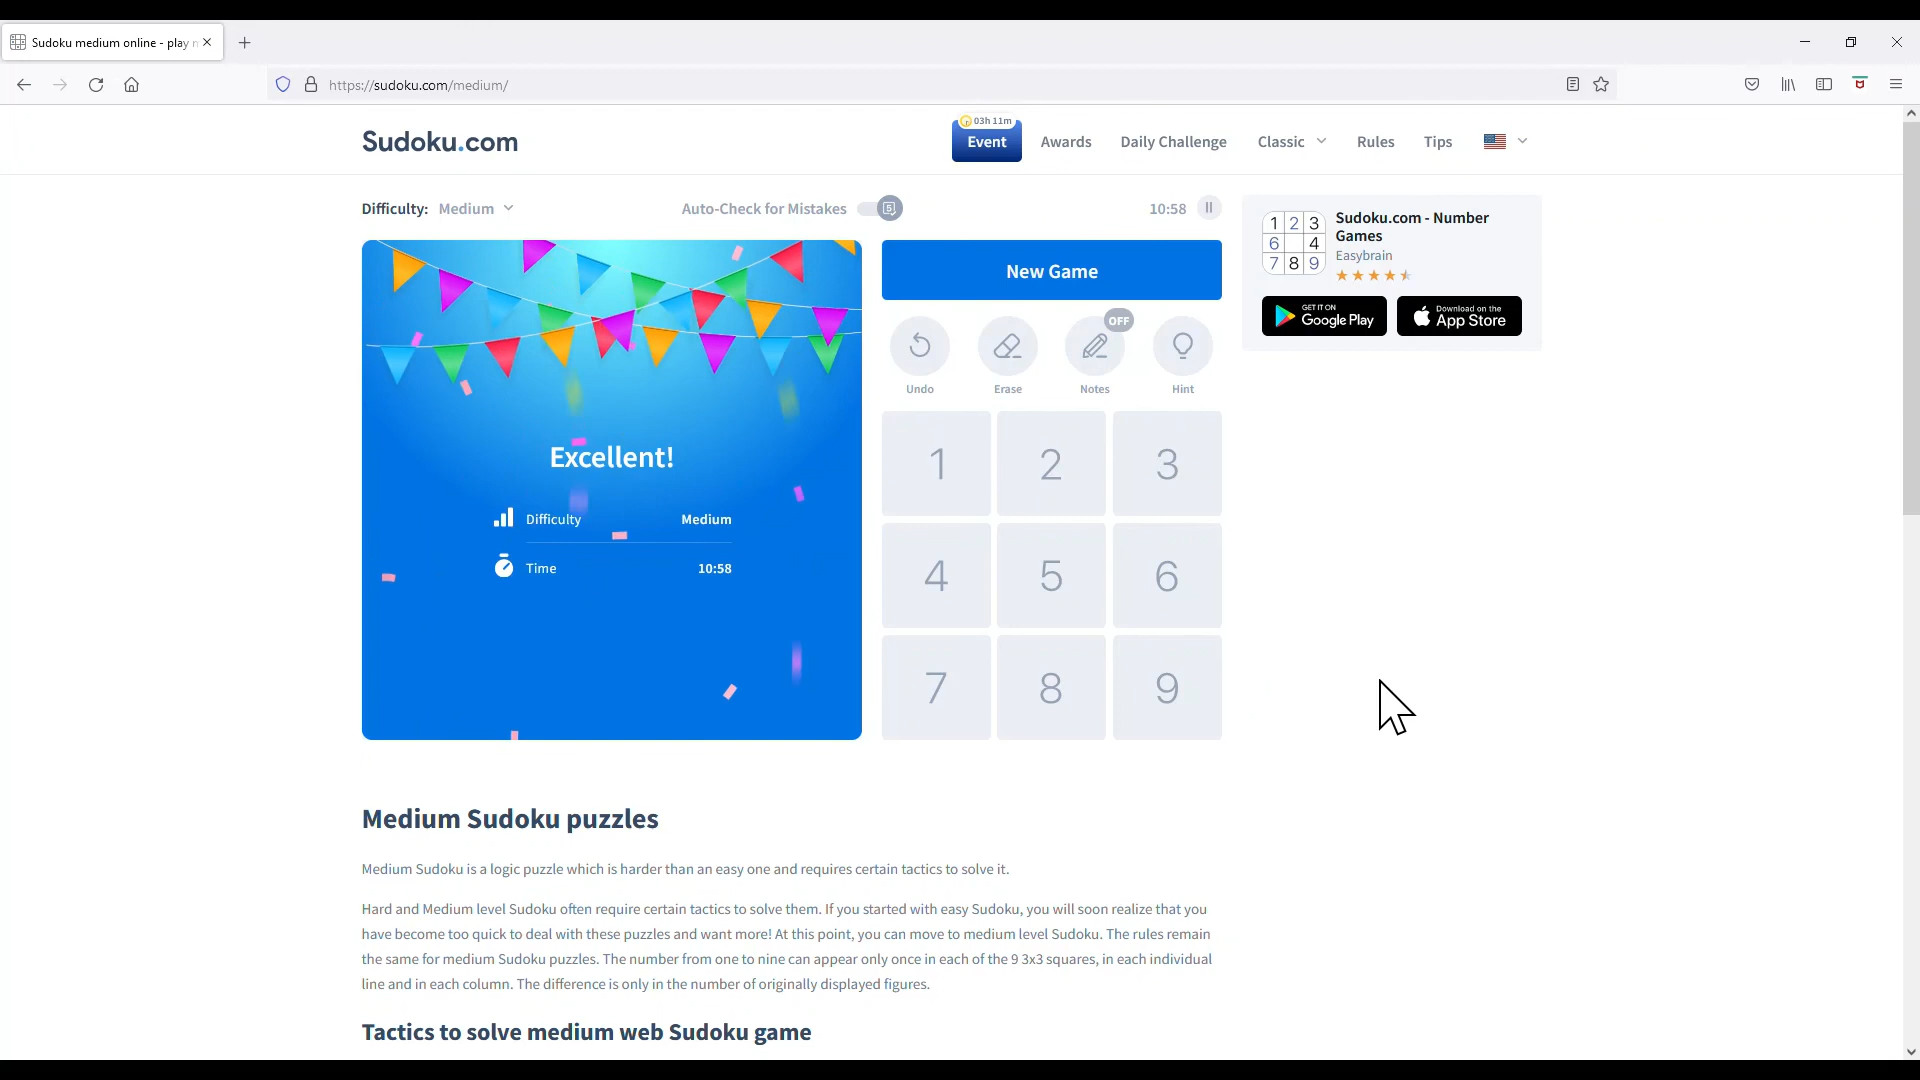 Sudoku medium online - play n
https://sudoku.com/medium/
Sudoku.com
03h 11m
Event
Awards
Daily Challenge
Classic
Rules
Tips
Difficulty: Medium
Auto-Check for Mistakes
10:58
Excellent!
Difficulty Medium
Time 10:58
New Game
OFF
Undo
Erase
Notes
Hint
1 2 3
4 5 6
7 8 9
1 2 3
6 4
7 8 9
Sudoku.com - Number
Games
Easybrain
GET IT ON
Google Play
Download on the
App Store
Medium Sudoku puzzles
Medium Sudoku is a logic puzzle which is harder than an easy one and requires certain tactics to solve it.
Hard and Medium level Sudoku often require certain tactics to solve them. If you started with easy Sudoku, you will soon realize that you
have become too quick to deal with these puzzles and want more! At this point, you can move to medium level Sudoku. The rules remain
the same for medium Sudoku puzzles. The number from one to nine can appear only once in each of the 9 3x3 squares, in each individual
line and in each column. The difference is only in the number of originally displayed figures.
Tactics to solve medium web Sudoku game